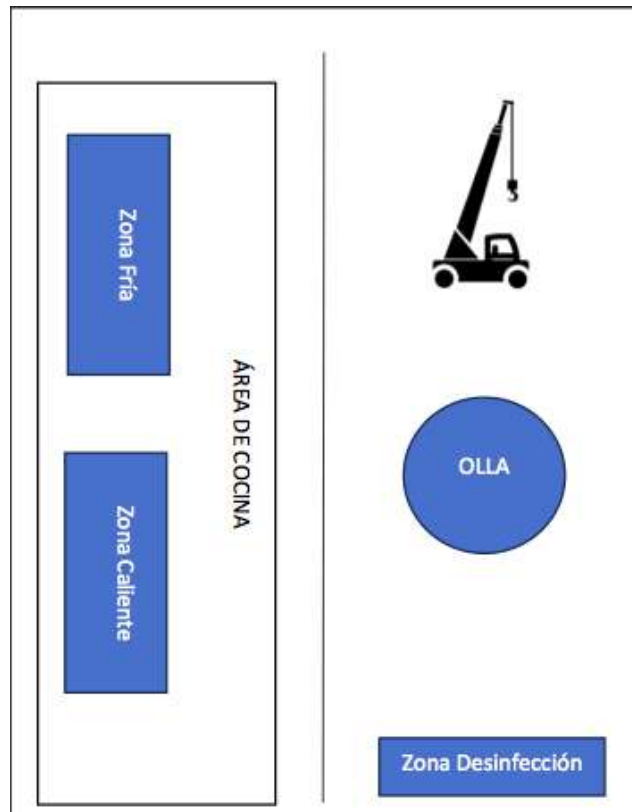 Zona Fría
ÁREA DE COCINA
Zona Caliente
OLLA
Zona Desinfección